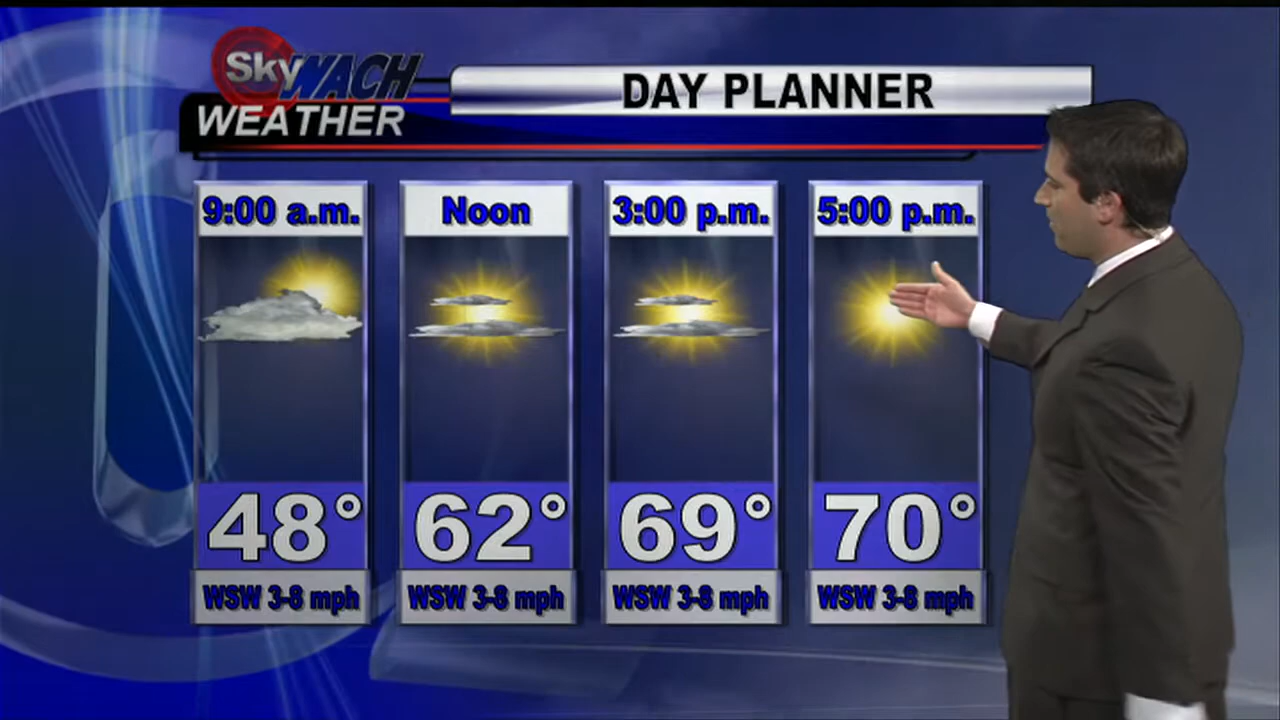 SkyWACH
WEATHER
DAY PLANNER
9:00 a.m.
Noon
3:00 p.m.
5:00 p.m.
48°
62°
69°
70°
WSW 3-8 mph
WSW 3-8 mph
WSW 3-8 mph
WSW 3-8 mph